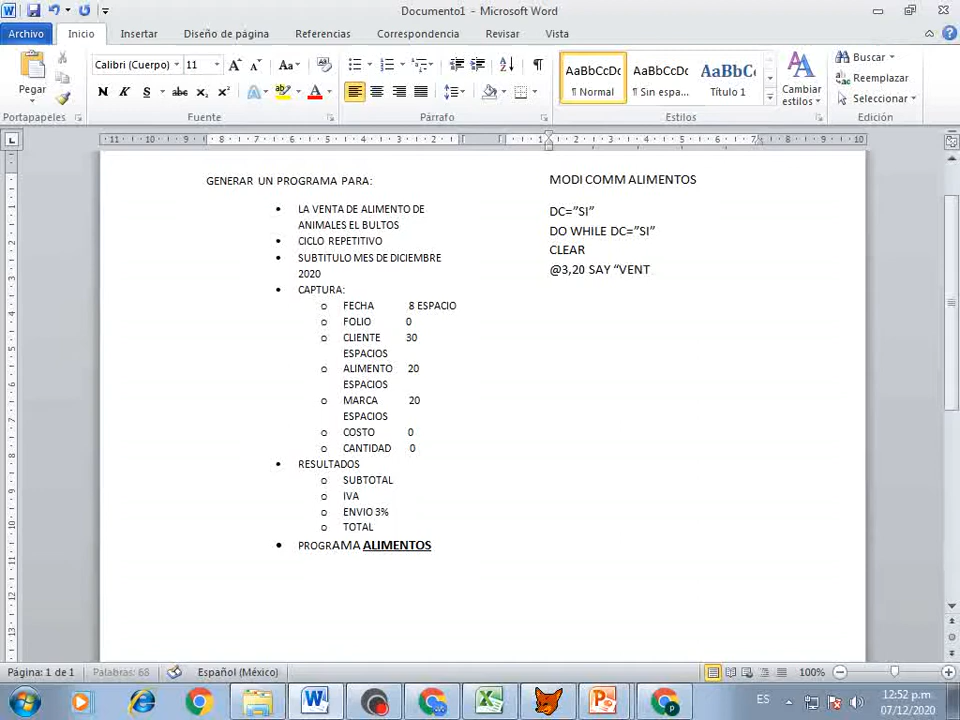 Documento1 - Microsoft Word
Archivo Inicio Insertar Diseño de página Referencias Correspondencia Revisar Vista
Pegar
Calibri (Cuerpo) 11
Buscar
Reemplazar
Seleccionar
N K S abc x₂ x² Aa A
AaBbCcDc AaBbCcDc AaBbC
¶ Normal ¶ Sin espa... Título 1
Cambiar estilos
Portapapeles Fuente Párrafo Estilos Edición
GENERAR UN PROGRAMA PARA:
LA VENTA DE ALIMENTO DE
ANIMALES EL BULTOS
CICLO REPETITIVO
SUBTITULO MES DE DICIEMBRE
2020
CAPTURA:
FECHA 8 ESPACIO
FOLIO 0
CLIENTE 30
ESPACIOS
ALIMENTO 20
ESPACIOS
MARCA 20
ESPACIOS
COSTO 0
CANTIDAD 0
RESULTADOS
SUBTOTAL
IVA
ENVIO 3%
TOTAL
PROGRAMA ALIMENTOS
MODI COMM ALIMENTOS
DC="SI"
DO WHILE DC="SI"
CLEAR
@3,20 SAY “VENT
Página: 1 de 1 Palabras: 68 Español (México) 100%
ES 12:52 p.m.
07/12/2020